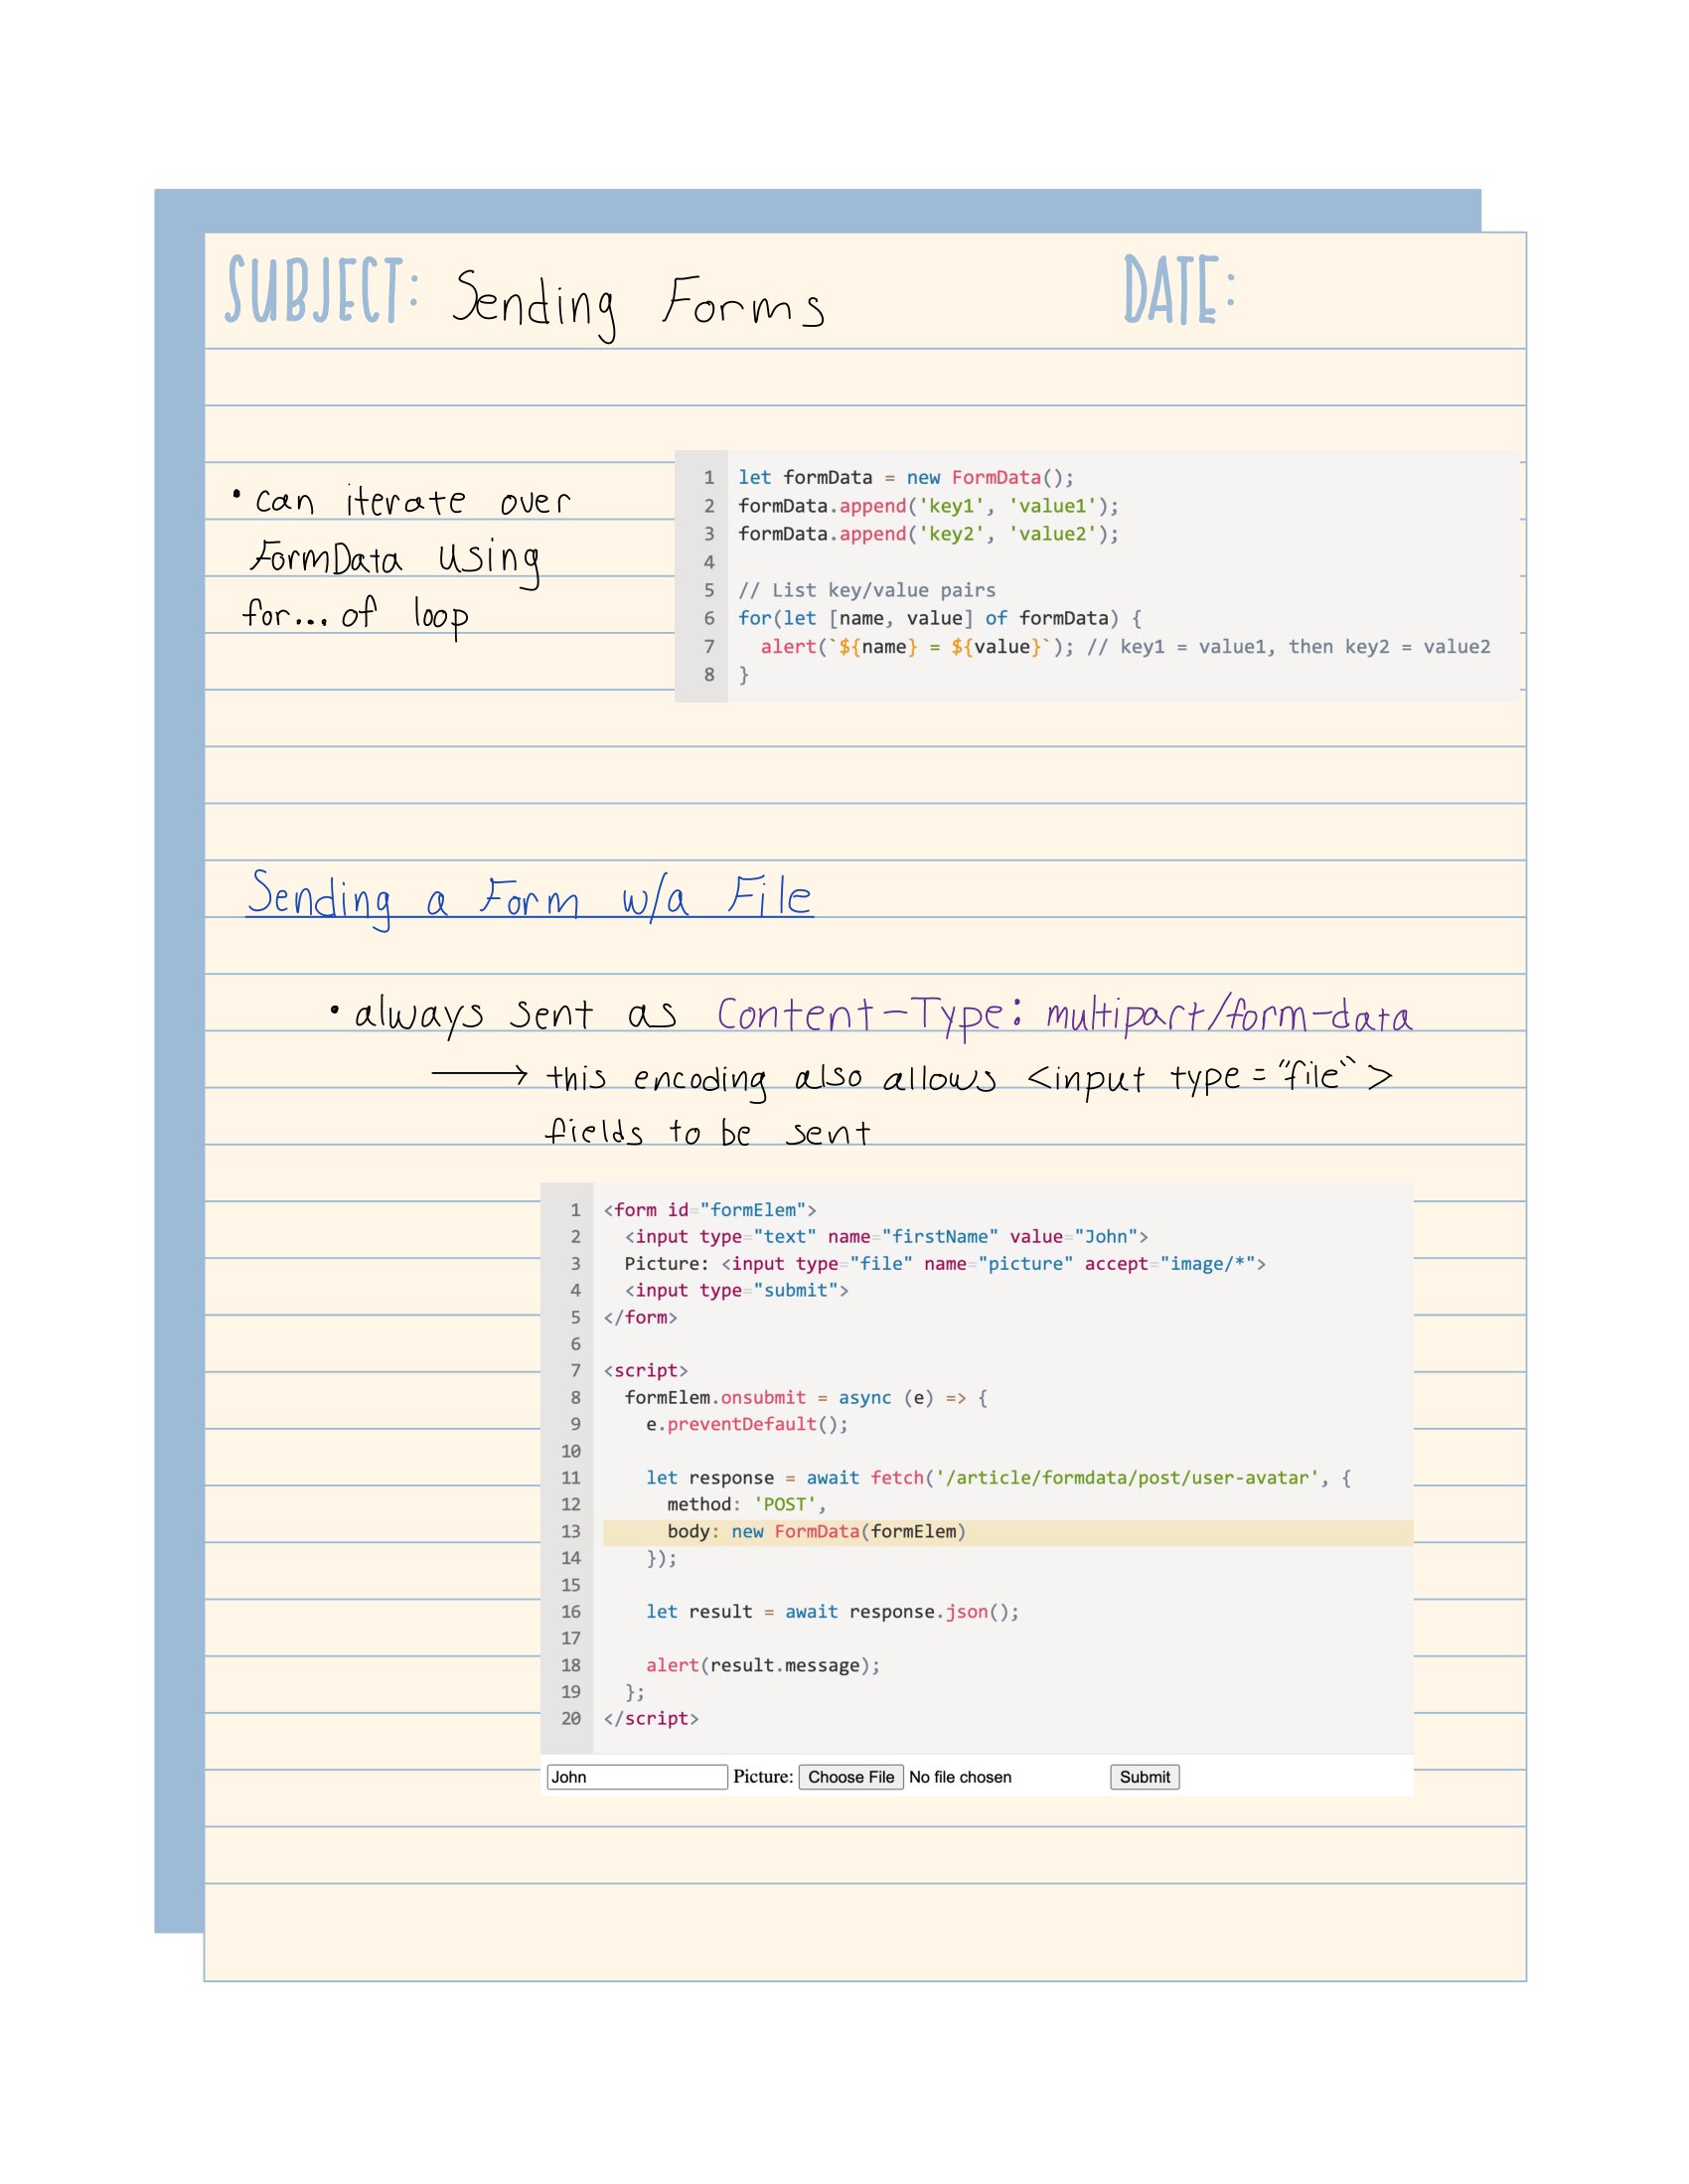 SUBJECT: Sending Forms DATE:
• can iterate over
FormData using
for... of loop
1 let formData = new FormData();
2 formData.append('key1', 'value1');
3 formData.append('key2', 'value2');
4
5 // List key/value pairs
6 for(let [name, value] of formData) {
7   alert(`${name} = ${value}`); // key1 = value1, then key2 = value2
8 }
Sending a Form w/a File
• always sent as Content-Type: multipart/form-data
⟶ this encoding also allows <input type="file">
fields to be sent
1 <form id="formElem">
2   <input type="text" name="firstName" value="John">
3   Picture: <input type="file" name="picture" accept="image/*">
4   <input type="submit">
5 </form>
6
7 <script>
8   formElem.onsubmit = async (e) => {
9     e.preventDefault();
10
11     let response = await fetch('/article/formdata/post/user-avatar', {
12       method: 'POST',
13       body: new FormData(formElem)
14     });
15
16     let result = await response.json();
17
18     alert(result.message);
19   };
20 </script>
John Picture: Choose File No file chosen Submit